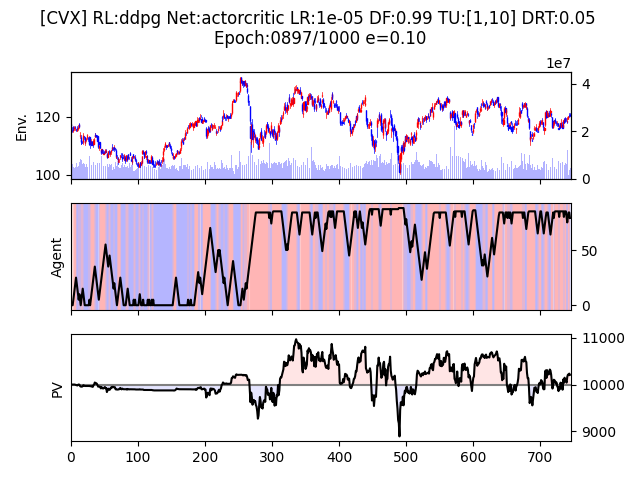 [CVX] RL:ddpg Net:actorcritic LR:1e-05 DF:0.99 TU:[1,10] DRT:0.05
Epoch:0897/1000 e=0.10
1e7
Env.
120
100
4
2
0
Agent
50
0
PV
11000
10000
9000
0 100 200 300 400 500 600 700